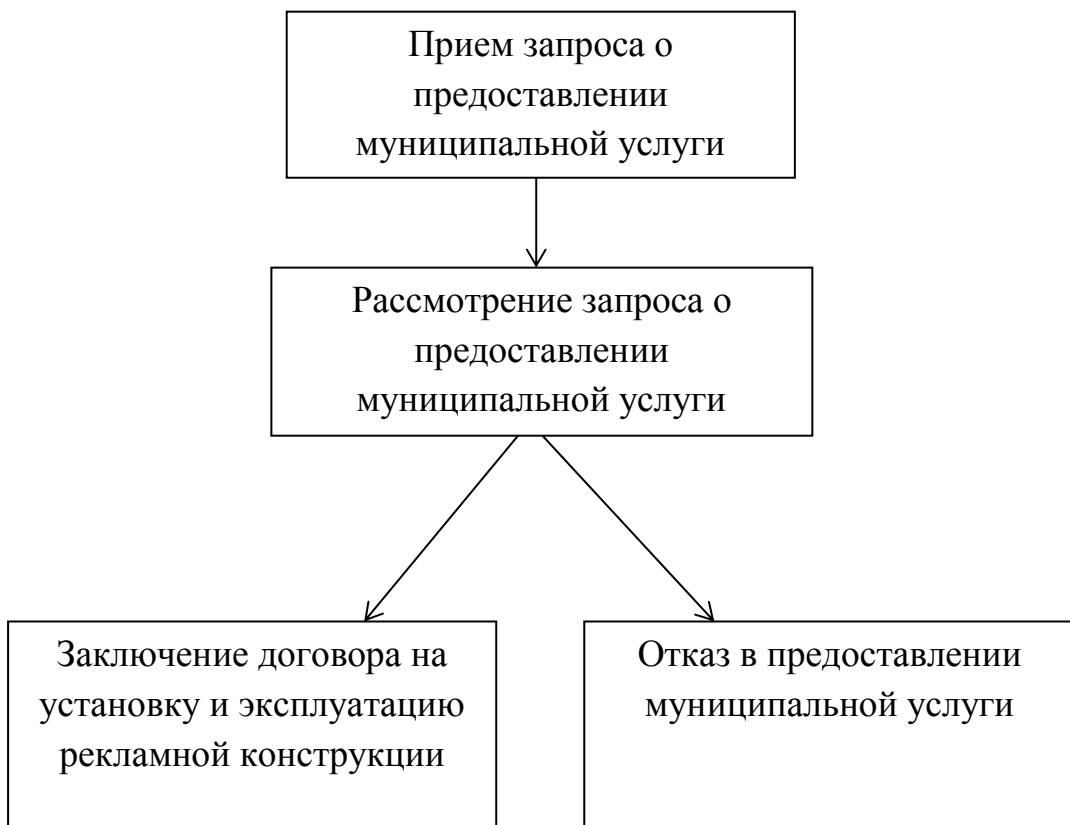 Прием запроса о
предоставлении
муниципальной услуги
Рассмотрение запроса о
предоставлении
муниципальной услуги
Заключение договора на
установку и эксплуатацию
рекламной конструкции
Отказ в предоставлении
муниципальной услуги